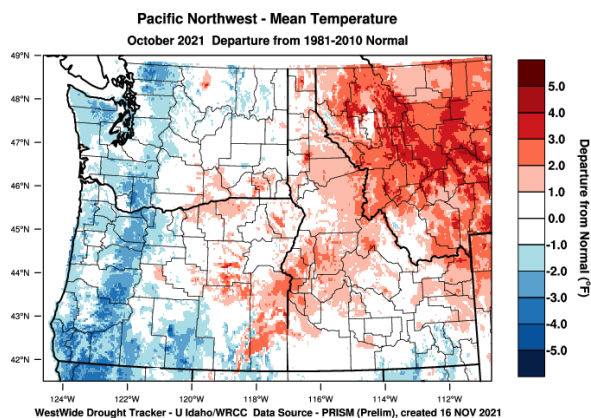 Pacific Northwest - Mean Temperature
October 2021 Departure from 1981-2010 Normal
49°N
48°N
47°N
46°N
45°N
44°N
43°N
42°N
124°W 122°W 120°W 118°W 116°W 114°W 112°W
5.0
4.0
3.0
2.0
1.0
0.0
-1.0
-2.0
-3.0
-4.0
-5.0
Departure from Normal (°F)
WestWide Drought Tracker - U Idaho/WRCC Data Source - PRISM (Prelim), created 16 NOV 2021